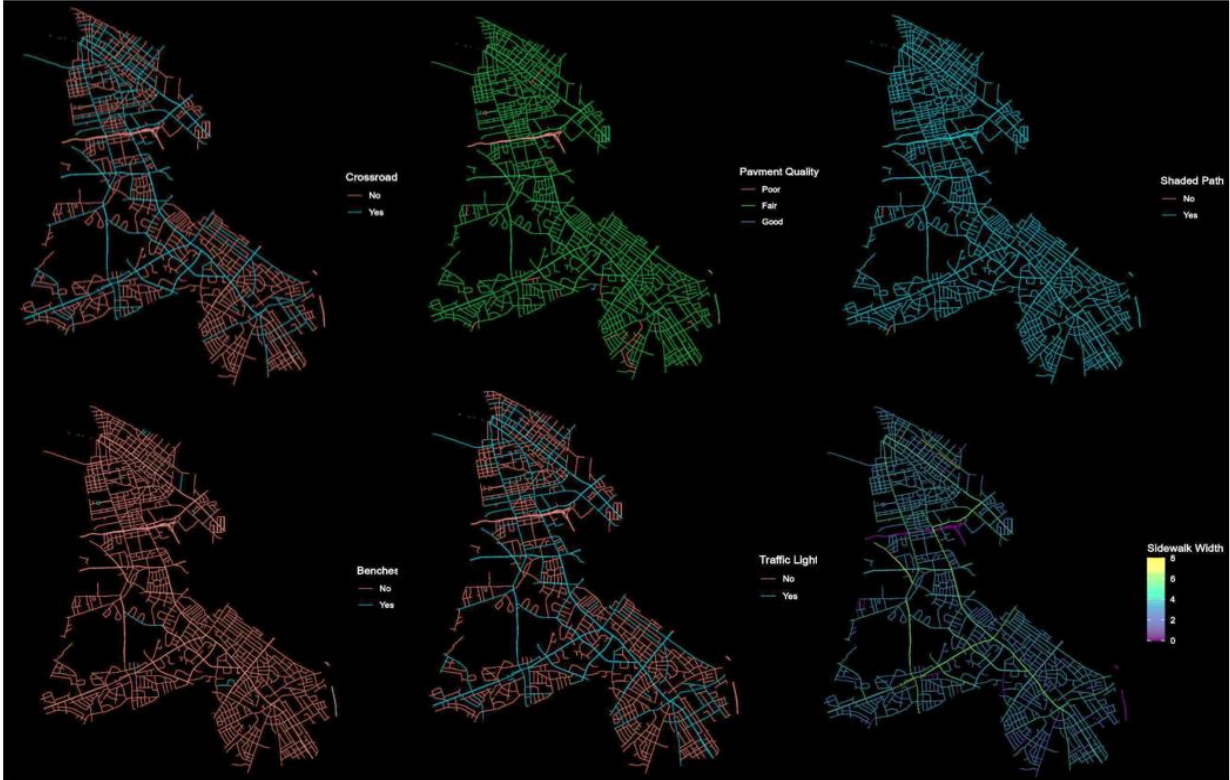 Crossroad
No
Yes
Pavment Quality
Poor
Fair
Good
Shaded Path
No
Yes
Benches
No
Yes
Traffic Light
No
Yes
Sidewalk Width
8
6
4
2
0